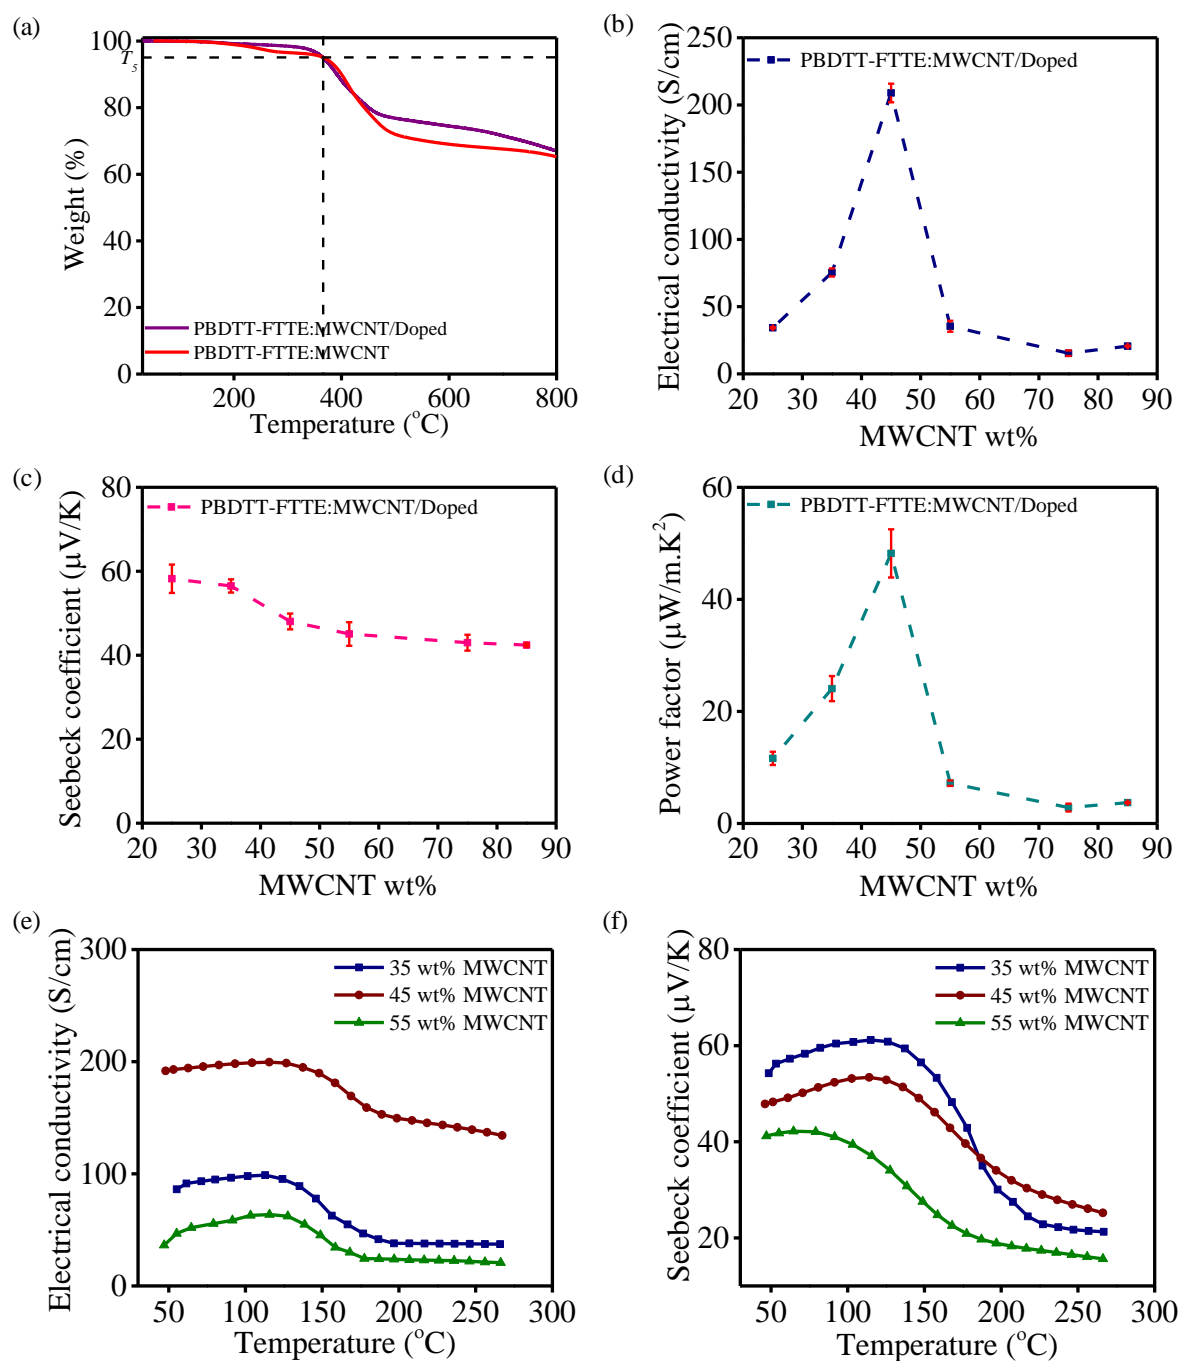 (a)
100
80
60
40
20
0
T5
Weight (%)
PBDTT-FTTE:MWCNT/Doped
PBDTT-FTTE:MWCNT
200 400 600 800
Temperature (°C)
(b)
250
200
150
100
50
0
Electrical conductivity (S/cm)
PBDTT-FTTE:MWCNT/Doped
20 30 40 50 60 70 80 90
MWCNT wt%
(c)
80
60
40
20
0
Seebeck coefficient (μV/K)
PBDTT-FTTE:MWCNT/Doped
20 30 40 50 60 70 80 90
MWCNT wt%
(d)
60
40
20
0
Power factor (μW/m.K²)
PBDTT-FTTE:MWCNT/Doped
20 30 40 50 60 70 80 90
MWCNT wt%
(e)
300
200
100
0
Electrical conductivity (S/cm)
35 wt% MWCNT
45 wt% MWCNT
55 wt% MWCNT
50 100 150 200 250 300
Temperature (°C)
(f)
80
60
40
20
Seebeck coefficient (μV/K)
35 wt% MWCNT
45 wt% MWCNT
55 wt% MWCNT
50 100 150 200 250 300
Temperature (°C)